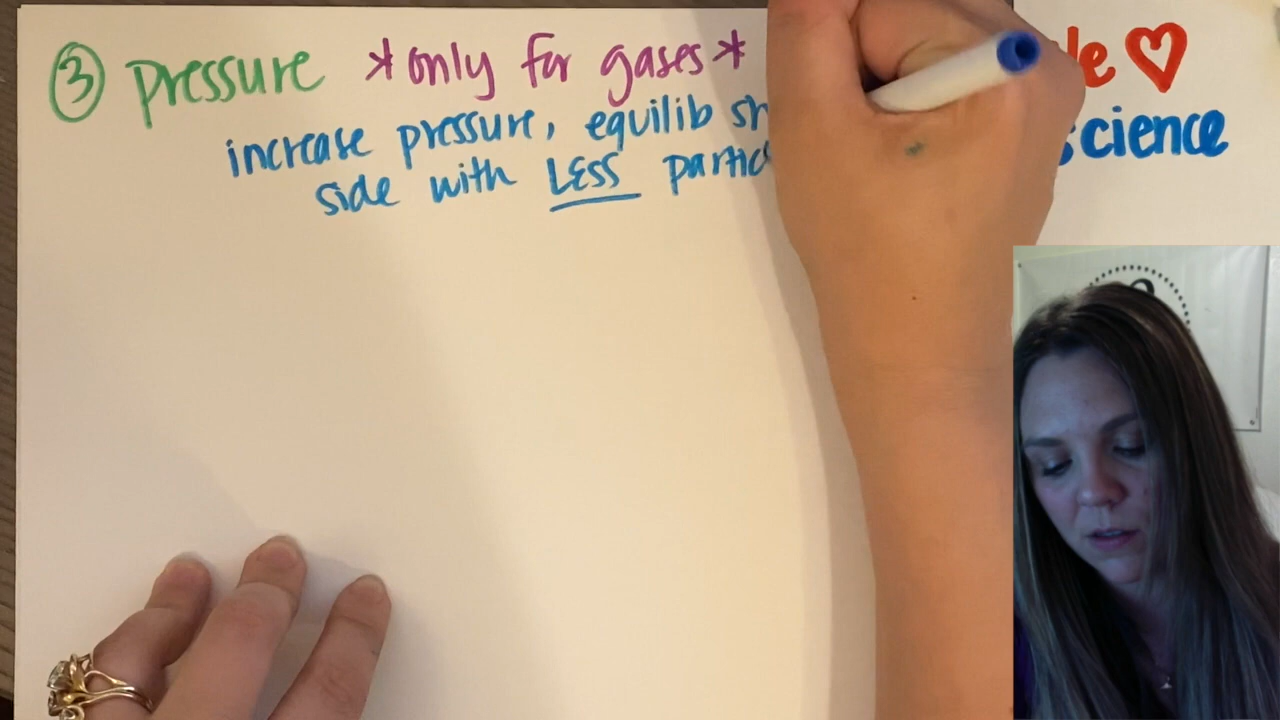 ③ pressure *only for gases*
increase pressure, equilib
side with LESS
science